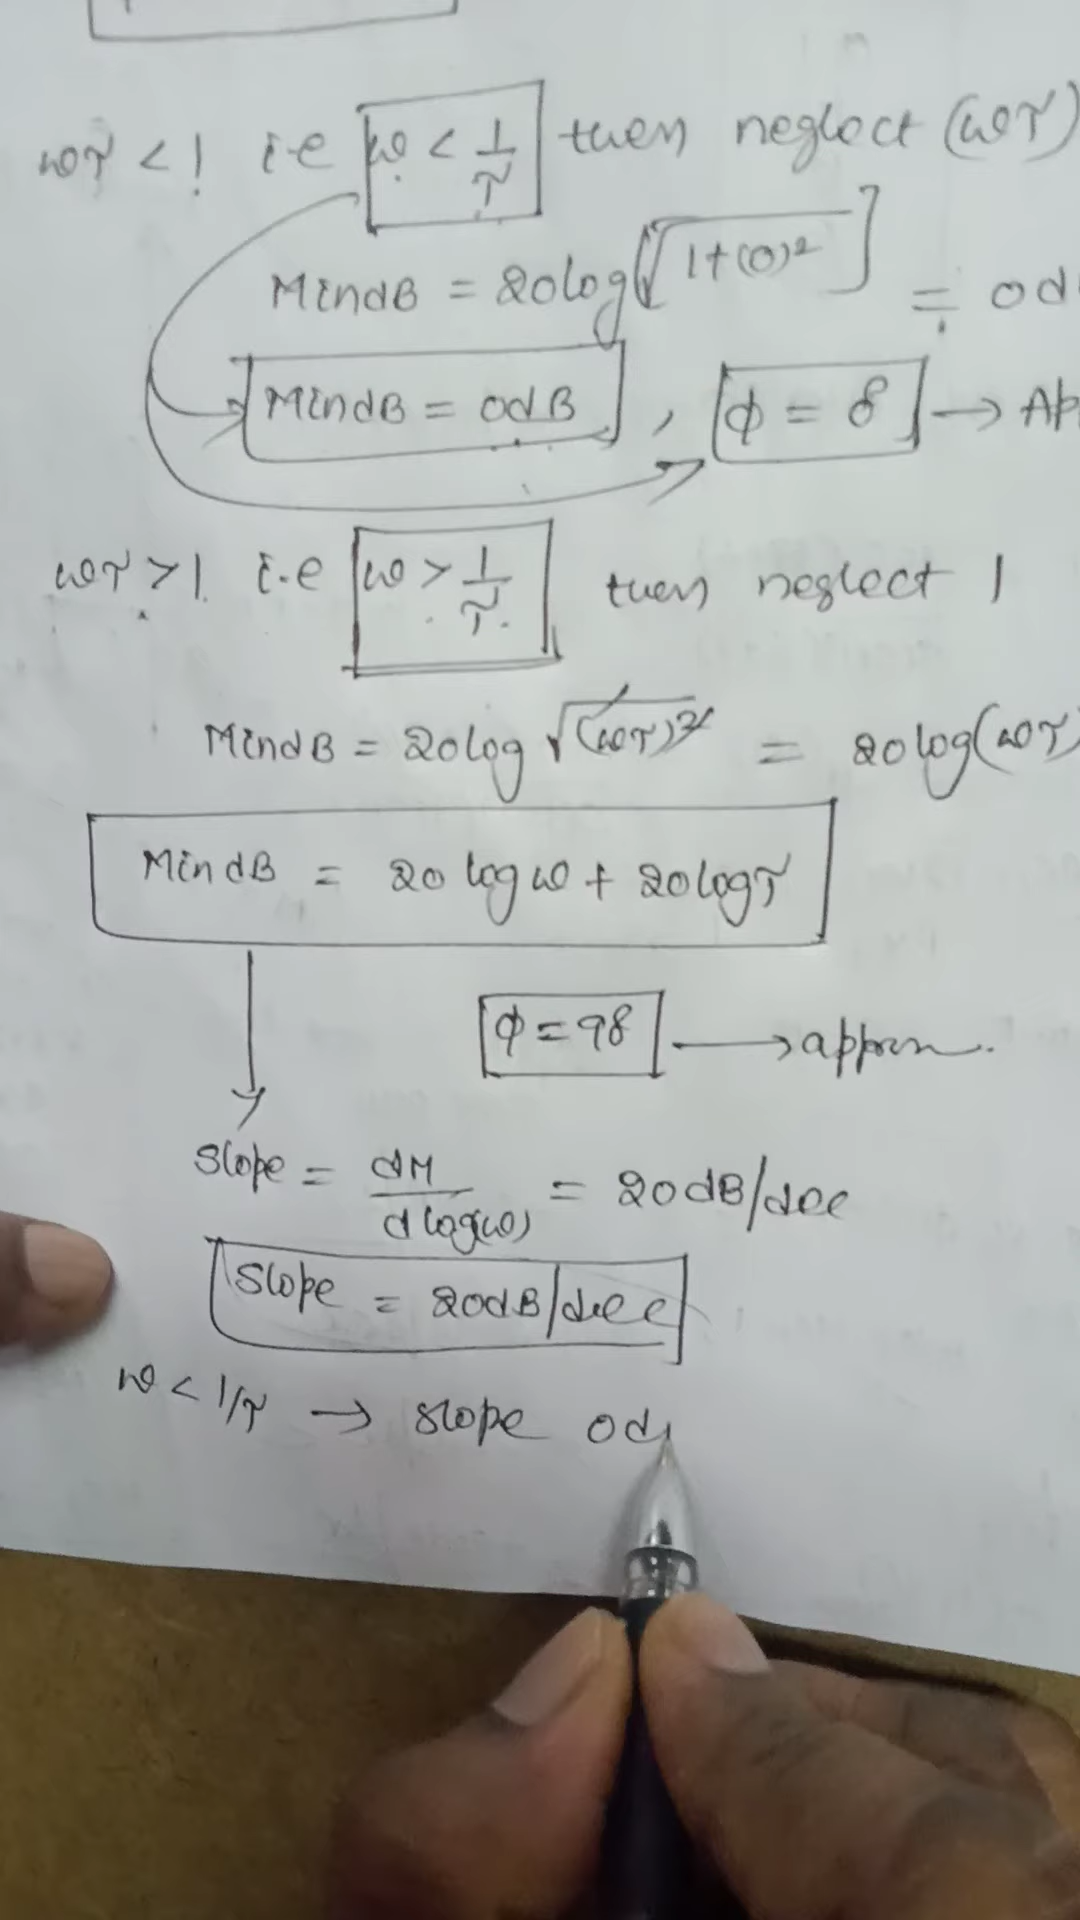 ωτ < 1 i.e ω < 1/τ then neglect (ωτ)
MindB = 20log[√1+(0)²] = 0d
MindB = 0dB , ϕ = 0° → Ap
ωτ > 1 i.e ω > 1/τ then neglect 1
MindB = 20log √(ωτ)² = 20log(ωτ)
MindB = 20 logω + 20logτ
ϕ = 90° → approx.
Slope = dM/dlog(ω) = 20dB/dec
Slope = 20dB/dec
ω < 1/τ → slope 0d